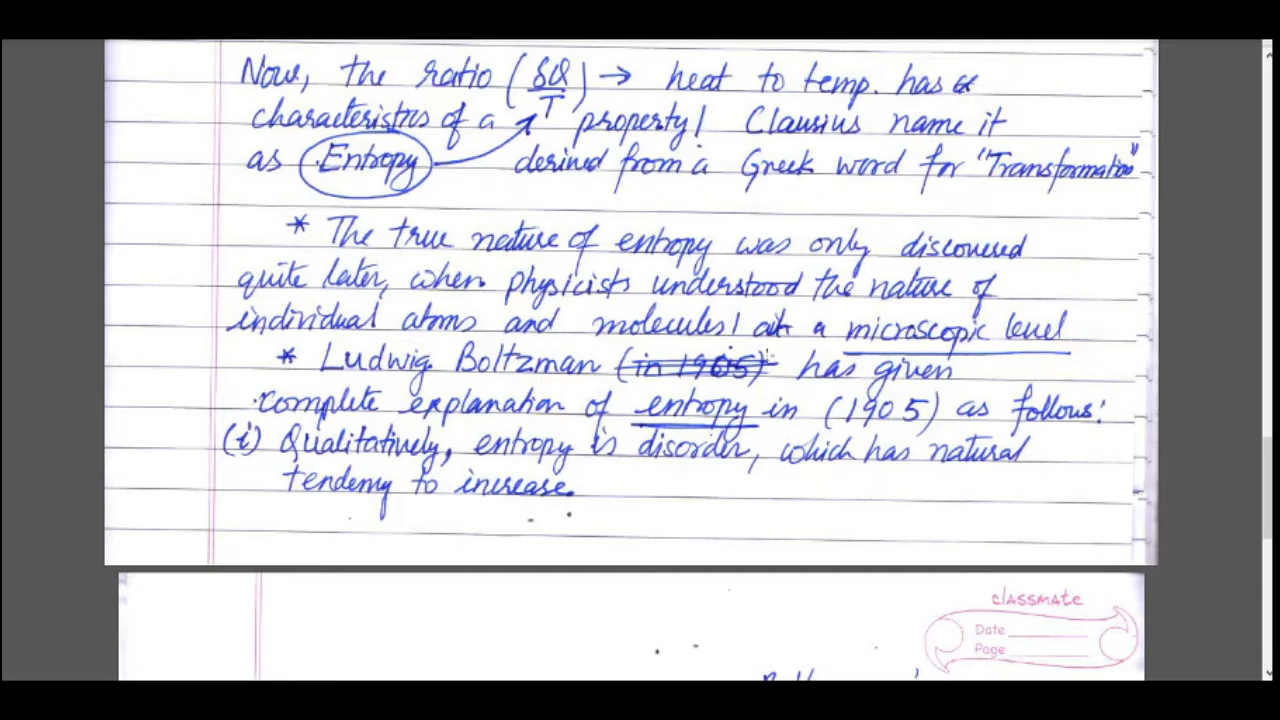 Now, the ratio (δQ/T) → heat to temp. has a
characteristics of a property! Clausius name it
as Entropy derived from a Greek word for "Transformation"
* The true nature of entropy was only discovered
quite later, when physicists understood the nature of
individual atoms and molecules! at a microscopic level
* Ludwig Boltzman (in 1905) has given
complete explanation of entropy in (1905) as follows:
(i) Qualitatively, entropy is disorder, which has natural
tendency to increase.
classmate
Date
Page